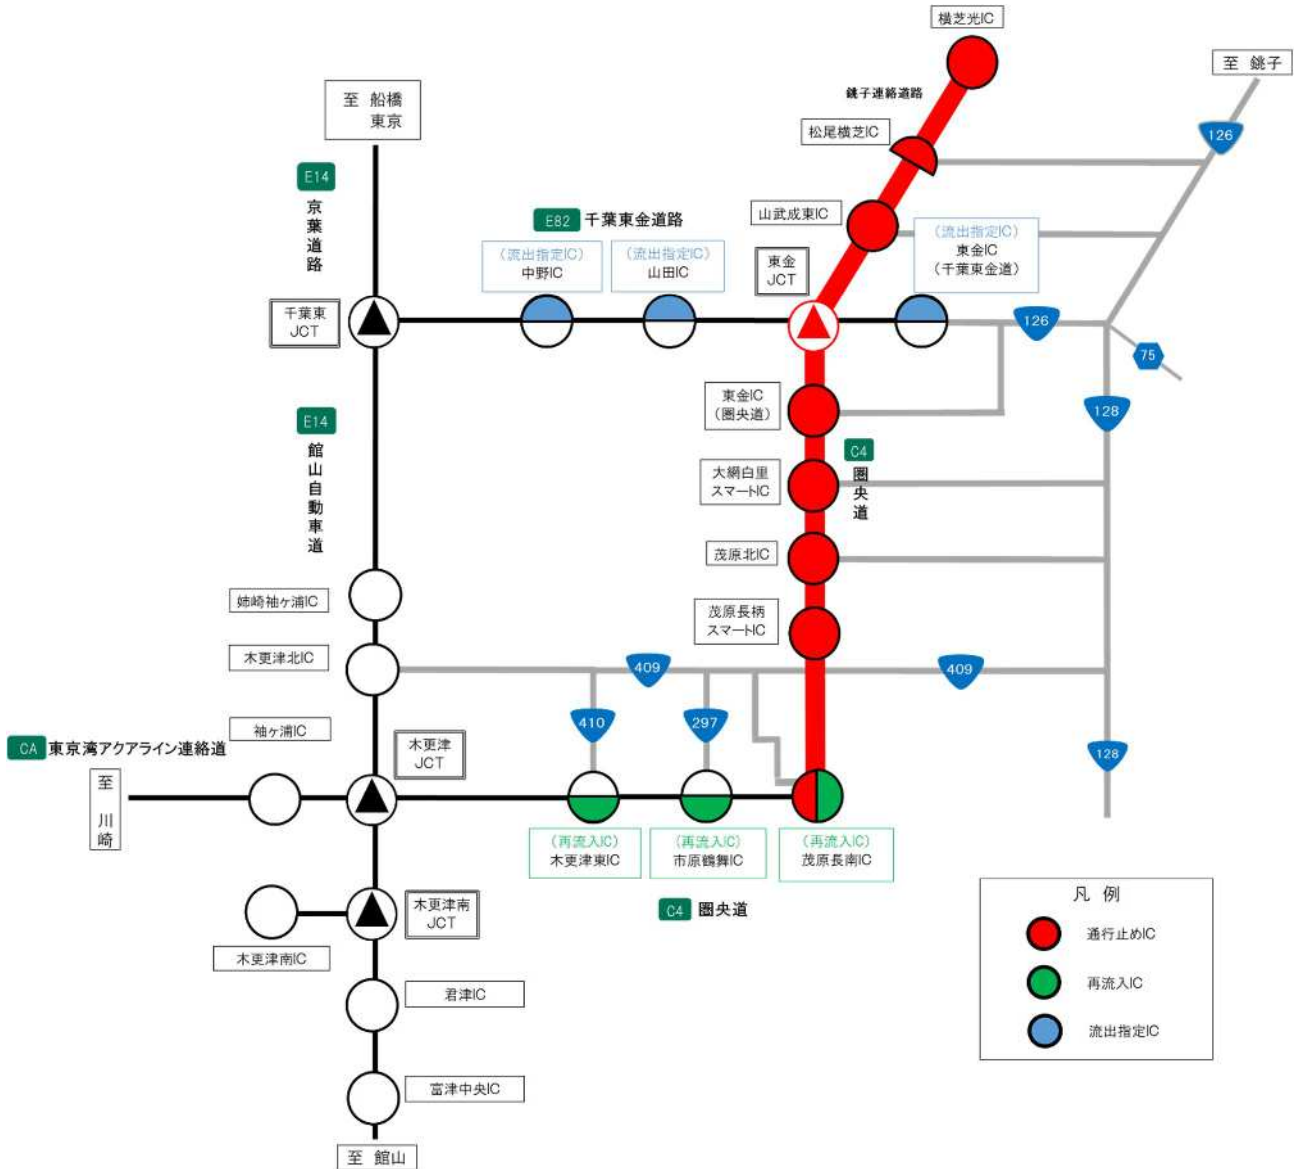 横芝光IC
至 銚子
銚子連絡道路
126
至 船橋
東京
松尾横芝IC
E14
京葉道路
E82 千葉東金道路
山武成東IC
(流出指定IC)
中野IC
(流出指定IC)
山田IC
東金
JCT
(流出指定IC)
東金IC
(千葉東金道)
千葉東
JCT
126
75
E14
館山自動車道
東金IC
(圏央道)
128
C4
圏央道
大網白里
スマートIC
茂原北IC
姉崎袖ケ浦IC
茂原長柄
スマートIC
木更津北IC
409
409
袖ケ浦IC
410
297
CA 東京湾アクアライン連絡道
木更津
JCT
128
至 川崎
(再流入IC)
木更津東IC
(再流入IC)
市原鶴舞IC
(再流入IC)
茂原長南IC
木更津南
JCT
C4 圏央道
木更津南IC
君津IC
富津中央IC
至 館山
凡 例
通行止めIC
再流入IC
流出指定IC